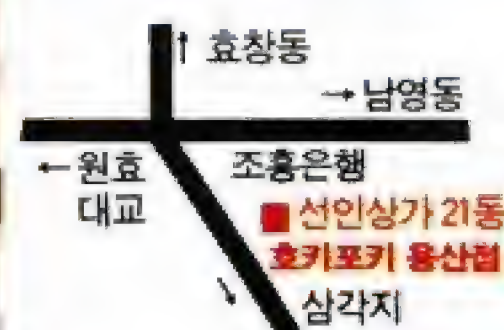 ↑ 효창동
→ 남영동
← 원효
대교
조흥은행
■ 선인상가 21동
호키포키 용산점
↘ 삼각지